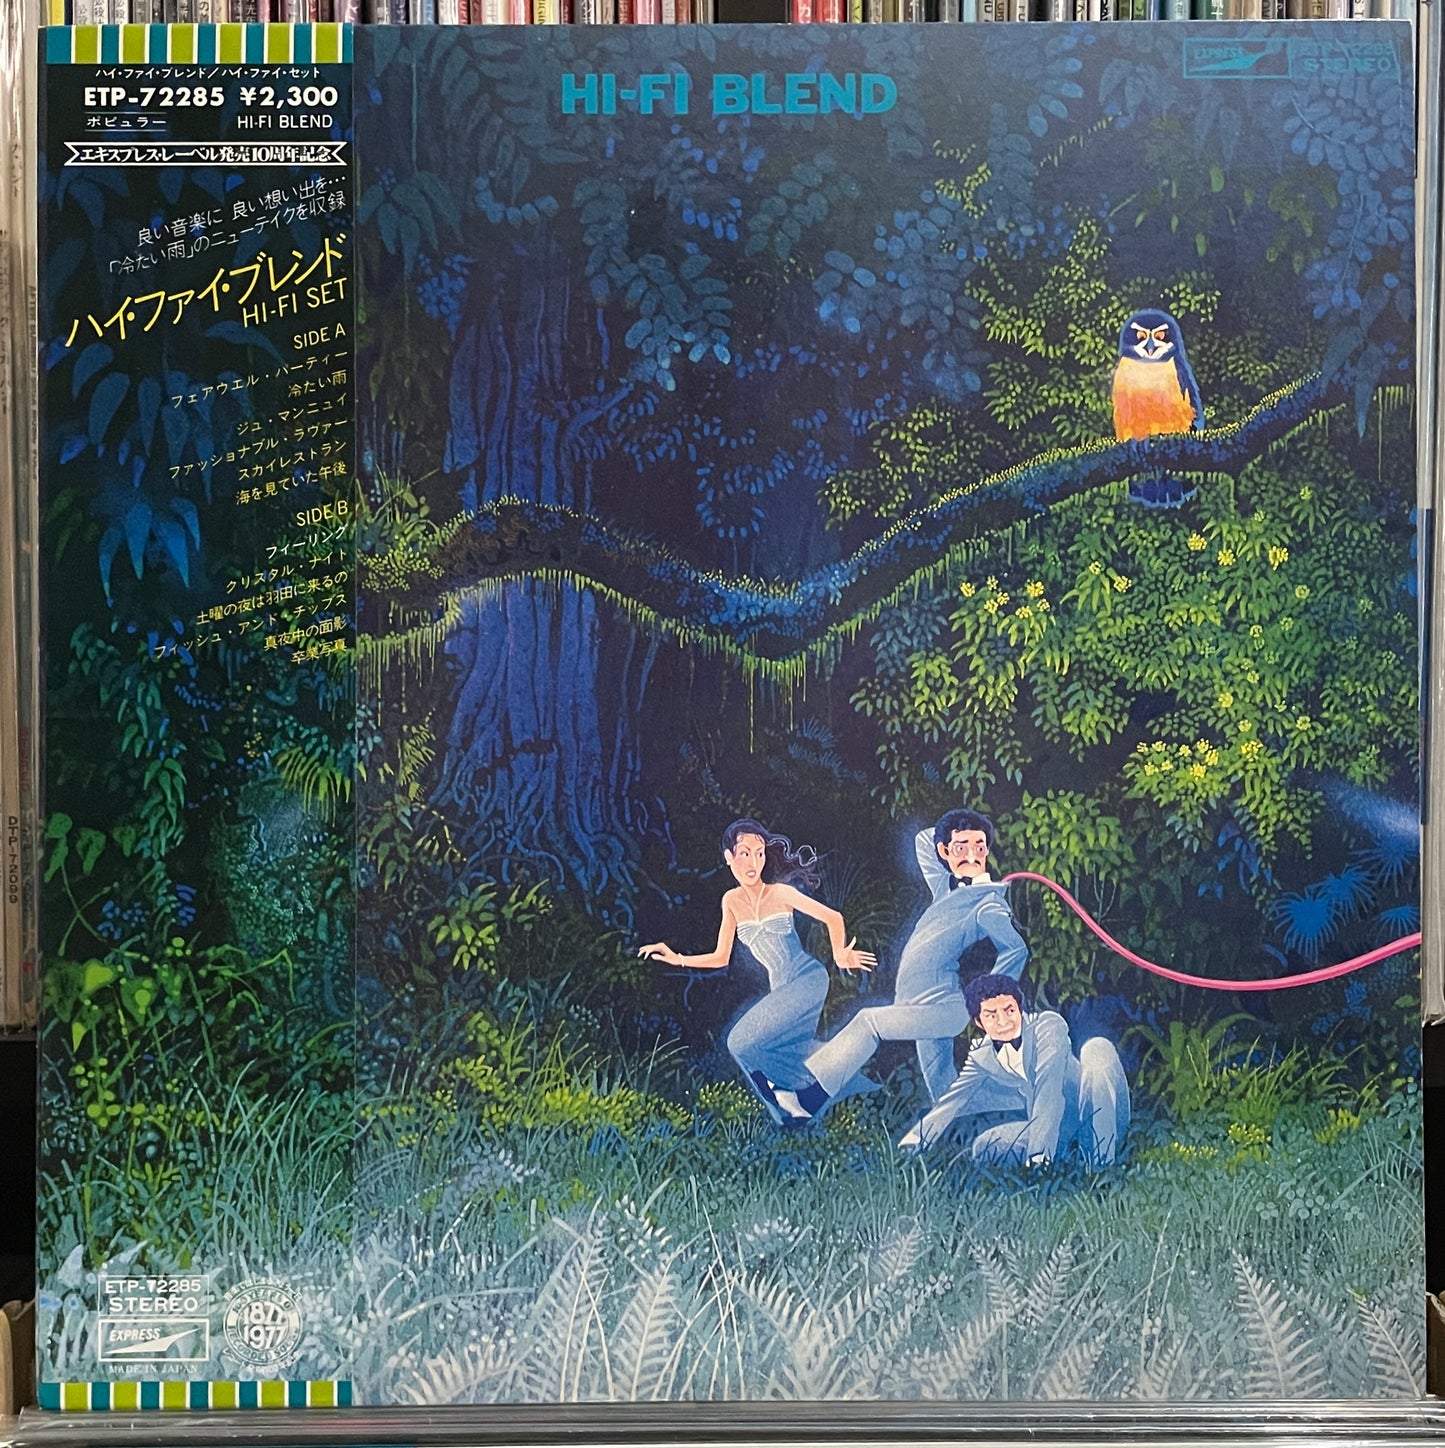 ハイ・ファイ・ブレンド/ハイ・ファイ・セット
ETP-72285 ¥2,300
ポピュラー HI-FI BLEND
エキスプレス・レーベル発売10周年記念
良い音楽に 良い想い出を…
「冷たい雨」のニューテイクを収録
ハイ・ファイ・ブレンド
HI-FI SET
SIDE A
フェアウエル・パーティー
冷たい雨
ジュ・マンニュイ
ファッショナブル・ラヴァー
スカイレストラン
海を見ていた午後
SIDE B
フィーリング
クリスタル・ナイト
土曜の夜は羽田に来るの
フィッシュ・アンド・チップス
真夜中の面影
卒業写真
ETP-72285
STEREO
EXPRESS
MADE IN JAPAN
1877
1977
HI-FI BLEND
EXPRESS
ETP-72285
STEREO
DTP-72099